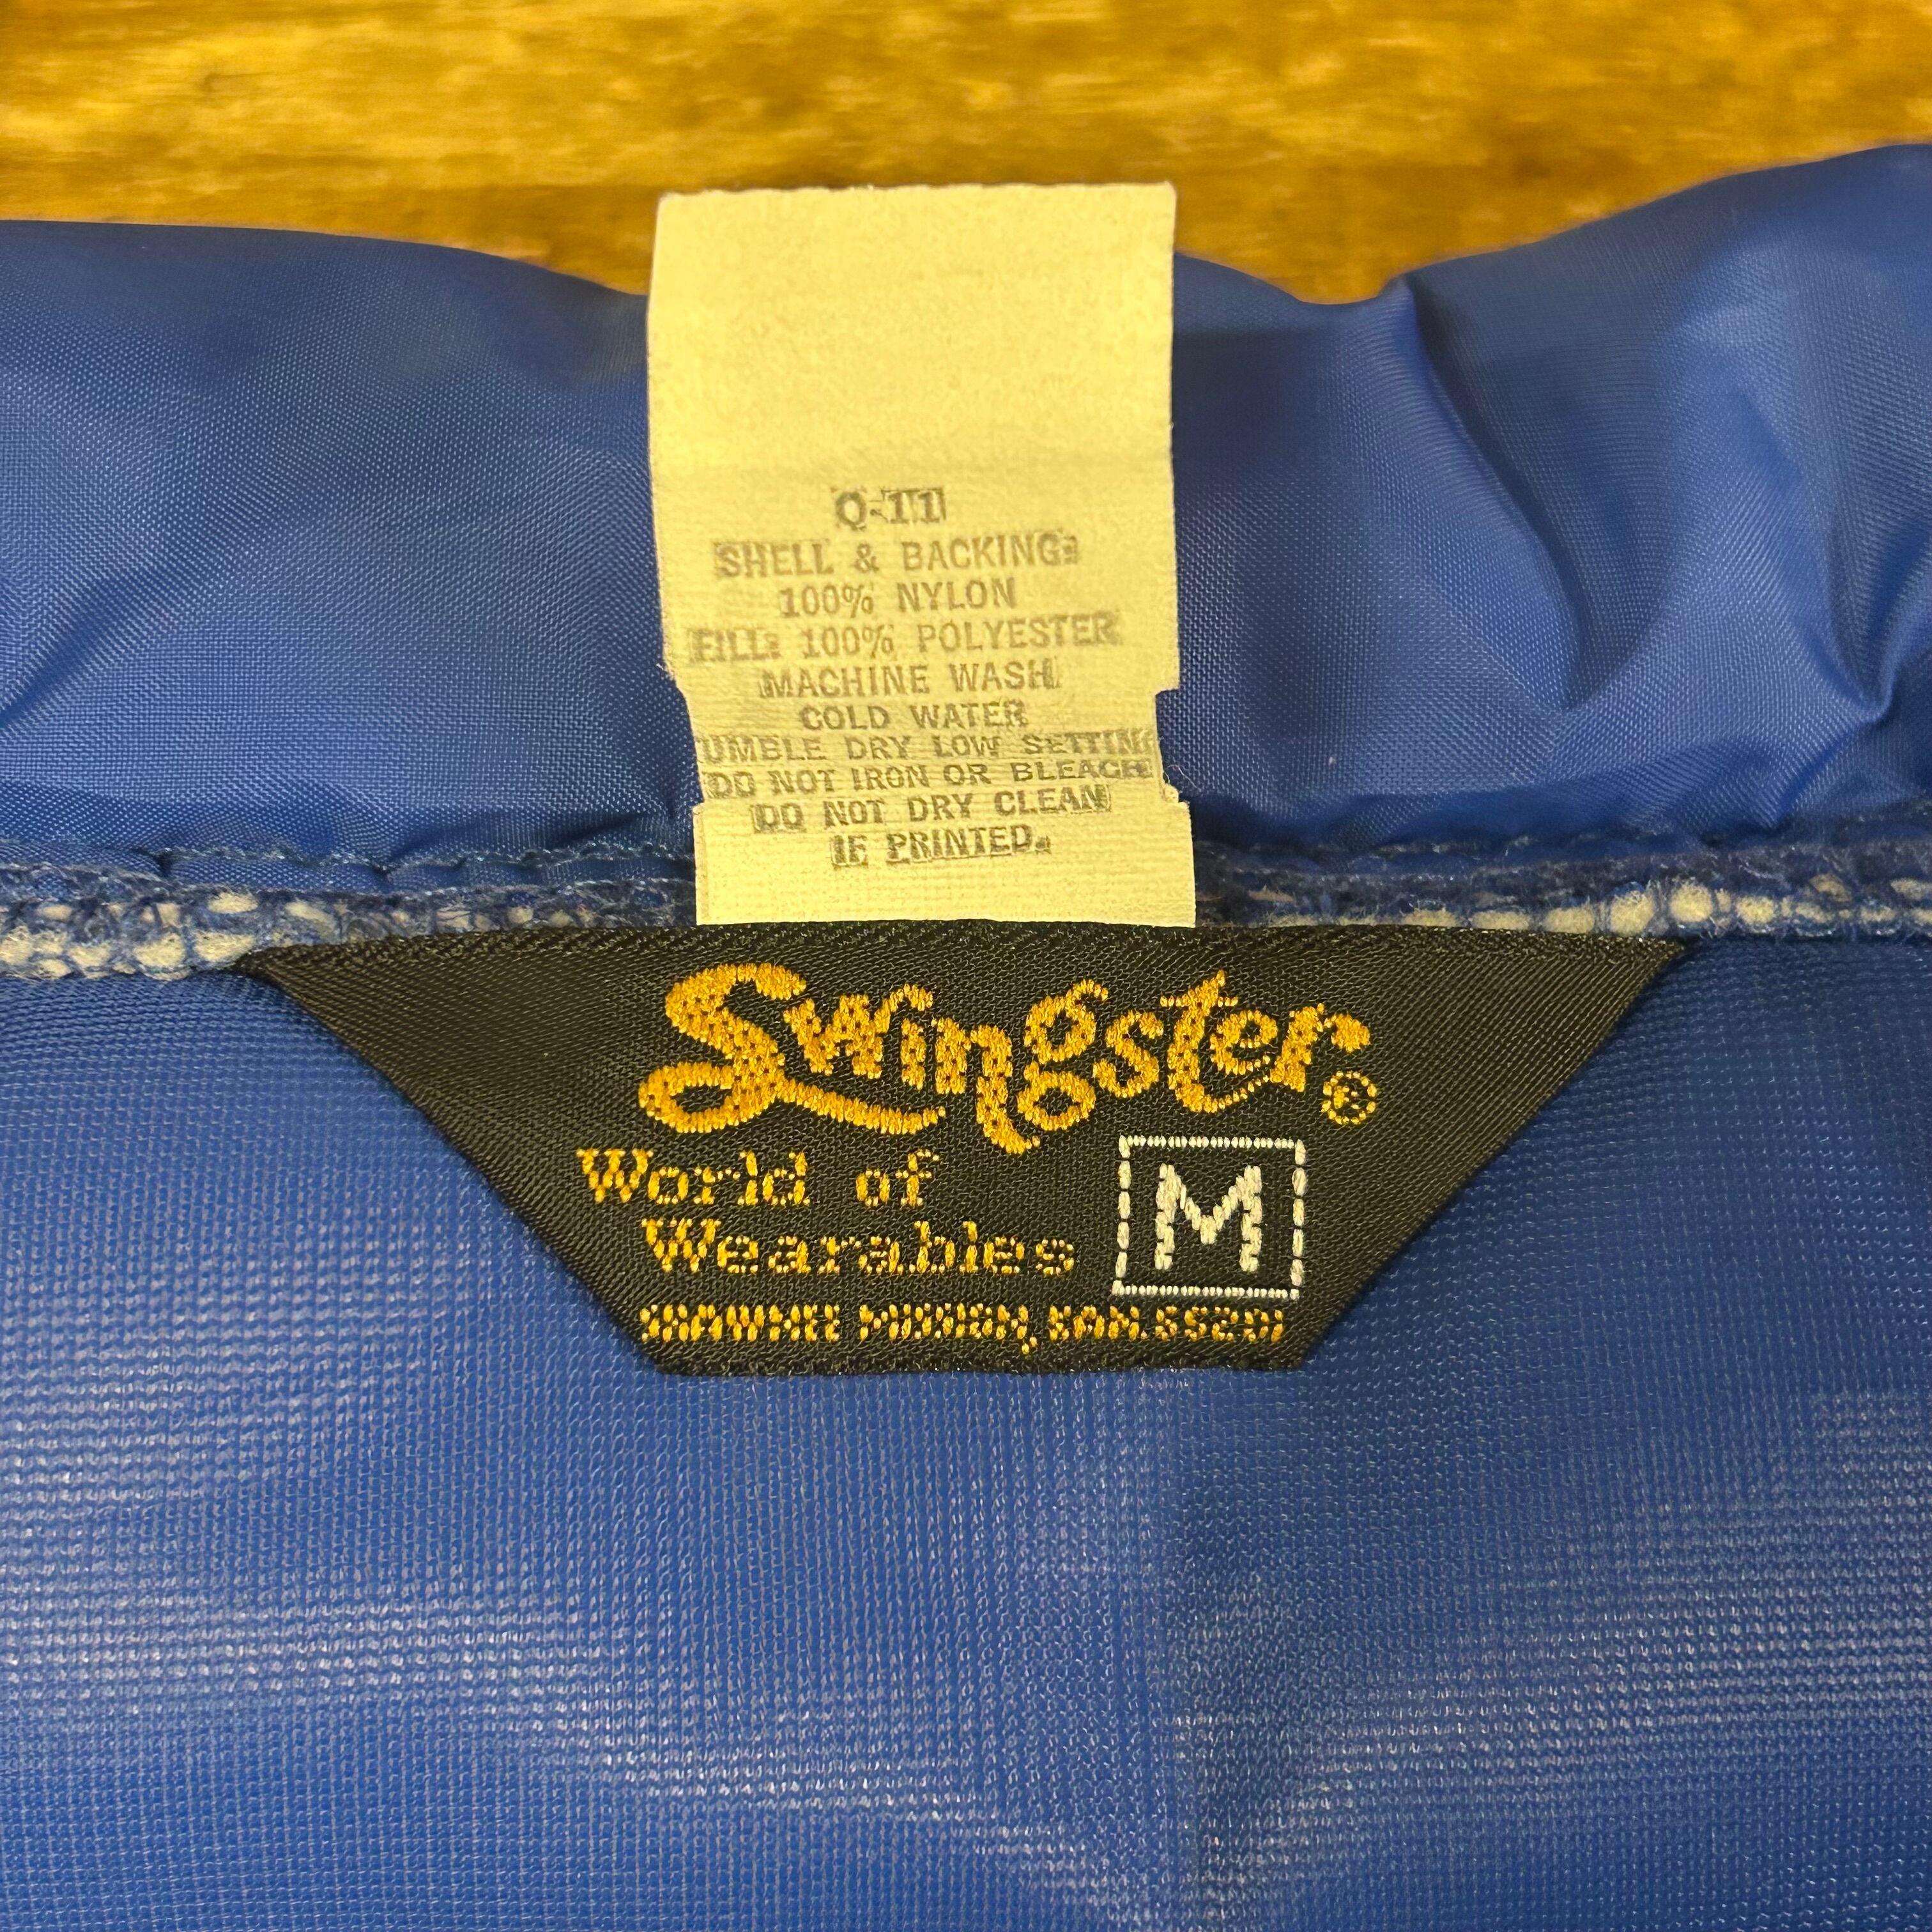 Q-11
SHELL & BACKING:
100% NYLON
FILL: 100% POLYESTER
MACHINE WASH
COLD WATER
UMBLE DRY LOW SETTIN
DO NOT IRON OR BLEACH
DO NOT DRY CLEAN
IF PRINTED.
Swingster®
World of
Wearables
M
SHAWNEE MISSION, KAN. 66201